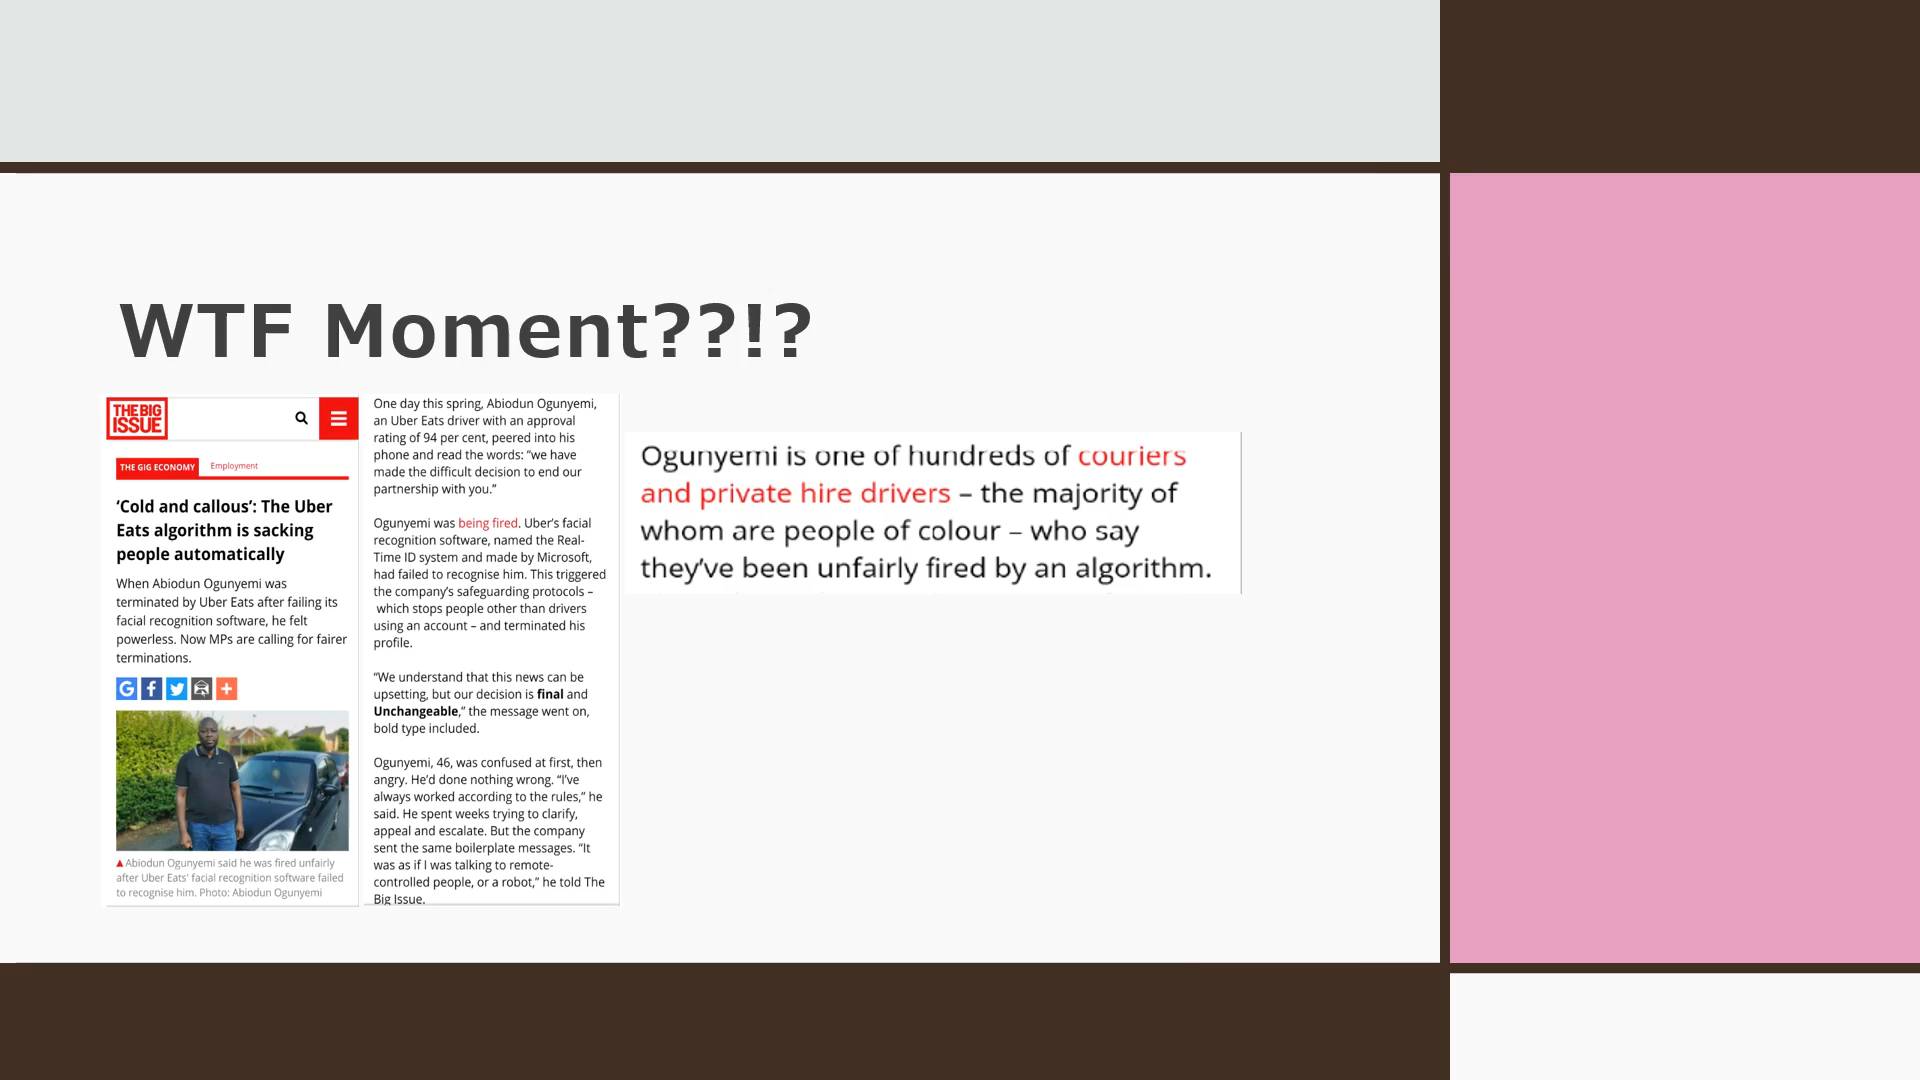 WTF Moment??!?
THE BIG
ISSUE
THE GIG ECONOMY Employment
‘Cold and callous’: The Uber
Eats algorithm is sacking
people automatically
When Abiodun Ogunyemi was
terminated by Uber Eats after failing its
facial recognition software, he felt
powerless. Now MPs are calling for fairer
terminations.
Abiodun Ogunyemi said he was fired unfairly
after Uber Eats' facial recognition software failed
to recognise him. Photo: Abiodun Ogunyemi
One day this spring, Abiodun Ogunyemi,
an Uber Eats driver with an approval
rating of 94 per cent, peered into his
phone and read the words: “we have
made the difficult decision to end our
partnership with you.”
Ogunyemi was being fired. Uber’s facial
recognition software, named the Real-
Time ID system and made by Microsoft,
had failed to recognise him. This triggered
the company’s safeguarding protocols –
which stops people other than drivers
using an account – and terminated his
profile.
“We understand that this news can be
upsetting, but our decision is final and
Unchangeable,” the message went on,
bold type included.
Ogunyemi, 46, was confused at first, then
angry. He’d done nothing wrong. “I’ve
always worked according to the rules,” he
said. He spent weeks trying to clarify,
appeal and escalate. But the company
sent the same boilerplate messages. “It
was as if I was talking to remote-
controlled people, or a robot,” he told The
Big Issue.
Ogunyemi is one of hundreds of couriers
and private hire drivers – the majority of
whom are people of colour – who say
they’ve been unfairly fired by an algorithm.